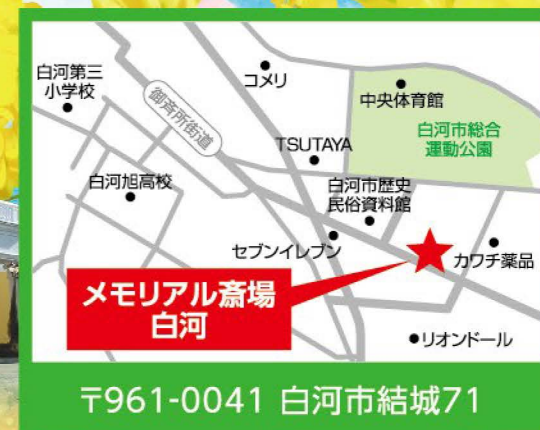 白河第三
小学校
コメリ
中央体育館
御斉所街道
白河市総合
運動公園
TSUTAYA
白河旭高校
白河市歴史
民俗資料館
セブンイレブン
カワチ薬品
メモリアル斎場
白河
リオンドール
〒961-0041 白河市結城71